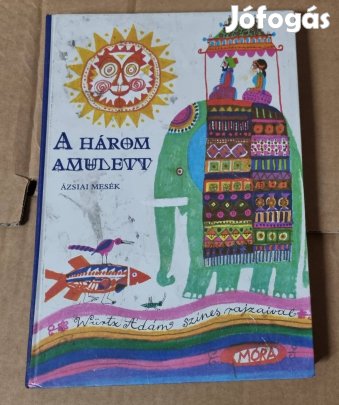 Jófogás
A HÁROM
AMULETT
ÁZSIAI MESÉK
Würtz Ádám színes rajzaival
MÓRA